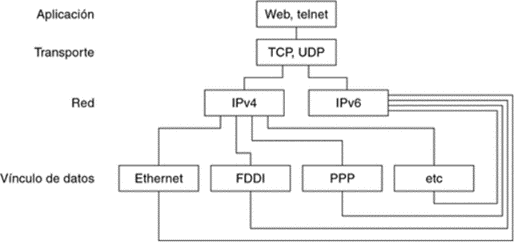 Aplicación
Web, telnet
Transporte
TCP, UDP
Red
IPv4
IPv6
Vínculo de datos
Ethernet
FDDI
PPP
etc